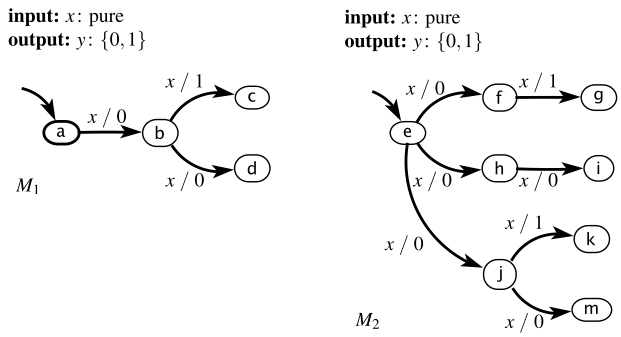 input: x: pure
output: y: {0,1}
x / 1
c
x / 0
a
b
d
x / 0
M1
input: x: pure
output: y: {0,1}
x / 0
x / 1
f
g
e
h
i
x / 0
x / 0
x / 0
x / 1
k
j
m
x / 0
M2